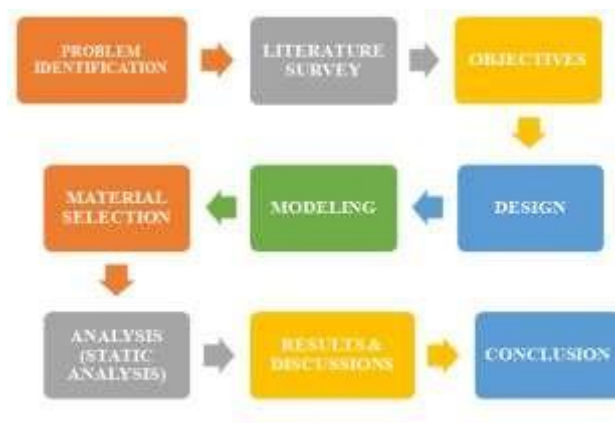 PROBLEM
IDENTIFICATION
LITERATURE
SURVEY
OBJECTIVES
DESIGN
MODELING
MATERIAL
SELECTION
ANALYSIS
(STATIC
ANALYSIS)
RESULTS &
DISCUSSIONS
CONCLUSION